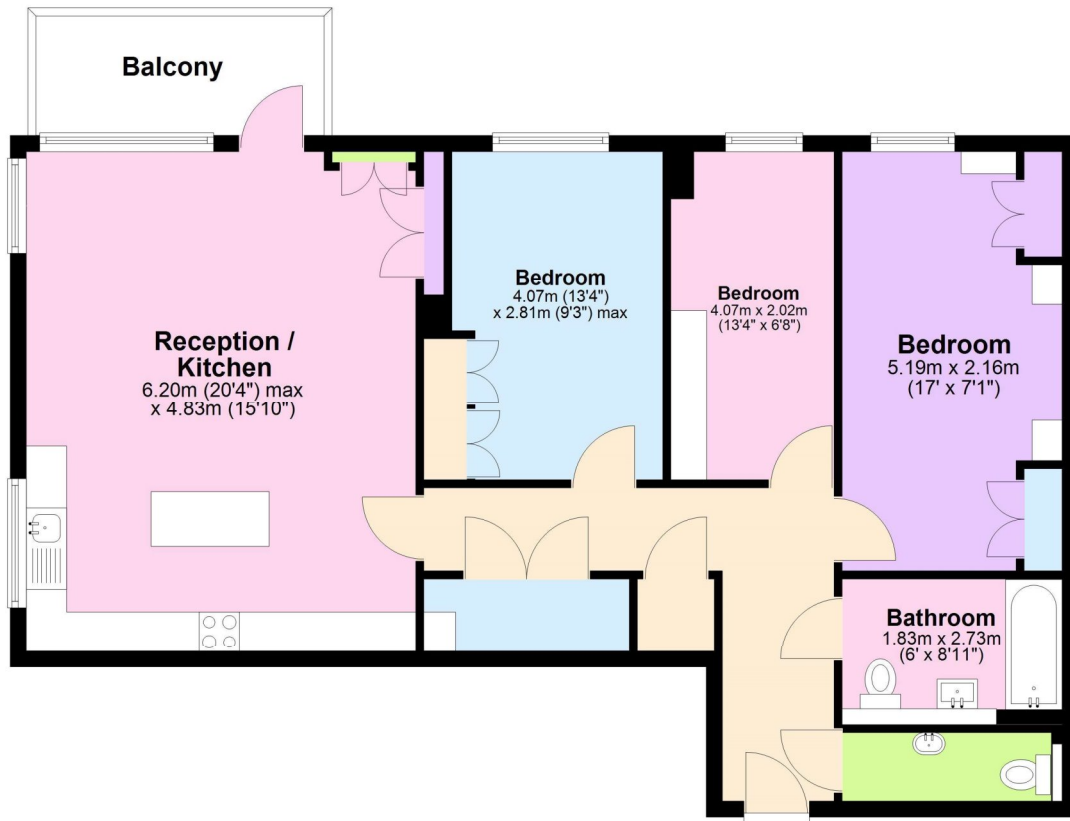 Balcony
Reception /
Kitchen
6.20m (20'4") max
x 4.83m (15'10")
Bedroom
4.07m (13'4")
x 2.81m (9'3") max
Bedroom
4.07m x 2.02m
(13'4" x 6'8")
Bedroom
5.19m x 2.16m
(17' x 7'1")
Bathroom
1.83m x 2.73m
(6' x 8'11")